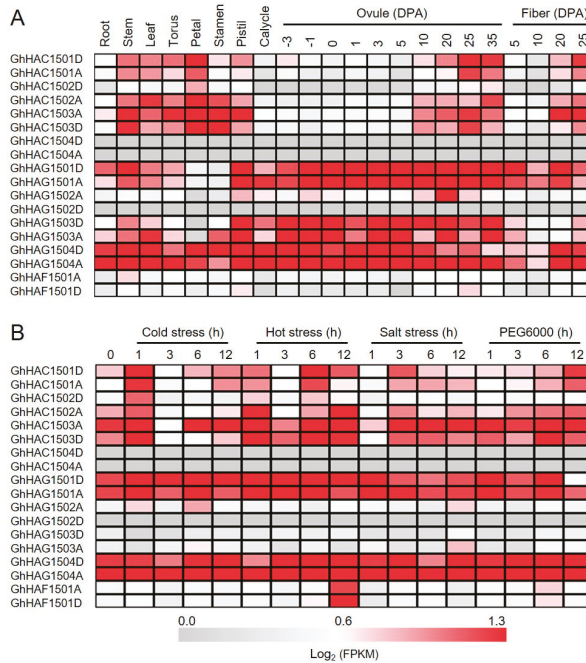 A
Root Stem Leaf Torus Petal Stamen Pistil Calycle Ovule (DPA) Fiber (DPA)
-3 -1 0 1 3 5 10 20 25 35 5 10 20 25
GhHAC1501D
GhHAC1501A
GhHAC1502D
GhHAC1502A
GhHAC1503A
GhHAC1503D
GhHAC1504D
GhHAC1504A
GhHAG1501D
GhHAG1501A
GhHAG1502A
GhHAG1502D
GhHAG1503D
GhHAG1503A
GhHAG1504D
GhHAG1504A
GhHAF1501A
GhHAF1501D
B
Cold stress (h) Hot stress (h) Salt stress (h) PEG6000 (h)
0 1 3 6 12 1 3 6 12 1 3 6 12 1 3 6 12
GhHAC1501D
GhHAC1501A
GhHAC1502D
GhHAC1502A
GhHAC1503A
GhHAC1503D
GhHAC1504D
GhHAC1504A
GhHAG1501D
GhHAG1501A
GhHAG1502A
GhHAG1502D
GhHAG1503D
GhHAG1503A
GhHAG1504D
GhHAG1504A
GhHAF1501A
GhHAF1501D
0.0 0.6 1.3
Log2 (FPKM)